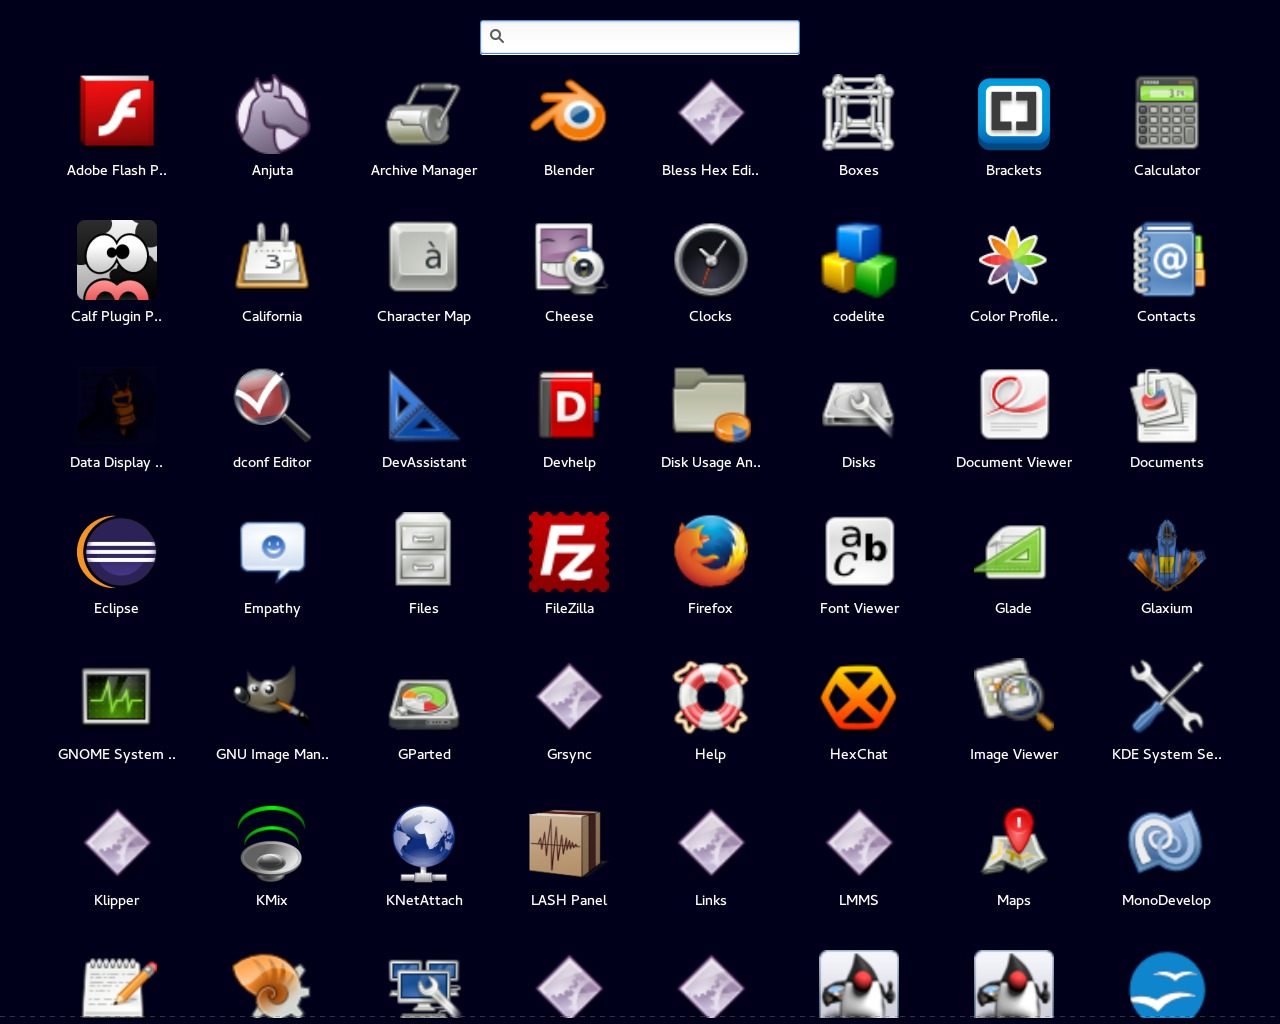 Adobe Flash P.. Anjuta Archive Manager Blender Bless Hex Edi.. Boxes Brackets Calculator
3
à
Calf Plugin P.. California Character Map Cheese Clocks codelite Color Profile.. Contacts
D
Data Display .. dconf Editor DevAssistant Devhelp Disk Usage An.. Disks Document Viewer Documents
Fz
a b c
Eclipse Empathy Files FileZilla Firefox Font Viewer Glade Glaxium
GNOME System .. GNU Image Man.. GParted Grsync Help HexChat Image Viewer KDE System Se..
Klipper KMix KNetAttach LASH Panel Links LMMS Maps MonoDevelop